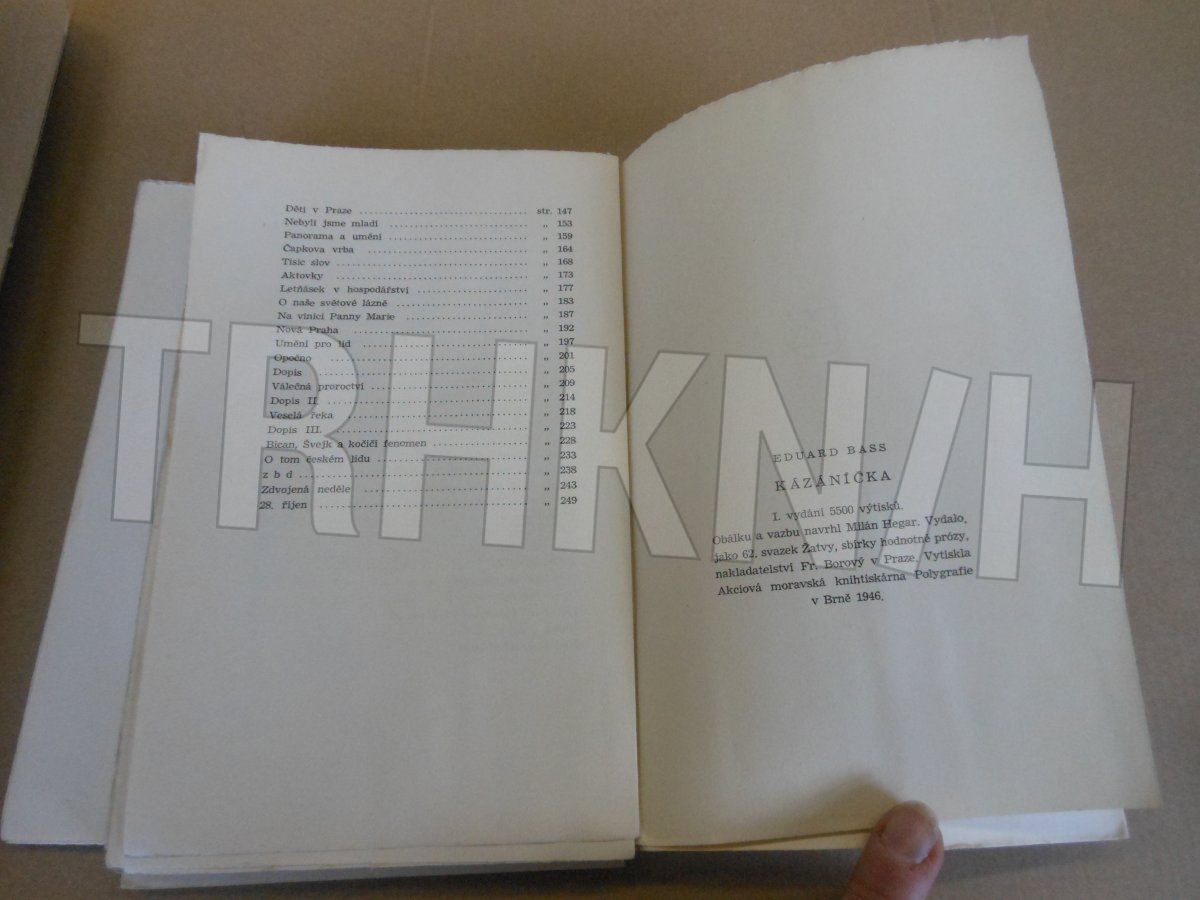 Děti v Praze ........ str. 147
Nebyli jsme mladí ........ „ 153
Panorama a umění ........ „ 159
Čapkova vrba ........ „ 164
Tisíc slov ........ „ 168
Aktovky ........ „ 173
Letňásek v hospodářství ........ „ 177
O naše světové lázně ........ „ 183
Na vinici Panny Marie ........ „ 187
Nová Praha ........ „ 192
Umění pro lid ........ „ 197
Opočno ........ „ 201
Dopis ........ „ 205
Válečná proroctví ........ „ 209
Dopis II. ........ „ 214
Veselá řeka ........ „ 218
Dopis III. ........ „ 223
Bican, Švejk a kočičí fenomen ........ „ 228
O tom českém lidu ........ „ 233
z b d ........ „ 238
Zdvojená neděle ........ „ 243
28. říjen ........ „ 249
EDUARD BASS
KÁZÁNÍČKA
I. vydání 5500 výtisků.
Obálku a vazbu navrhl Milán Hegar. Vydalo,
jako 62. svazek Žatvy, sbírky hodnotné prózy,
nakladatelství Fr. Borový v Praze. Vytiskla
Akciová moravská knihtiskárna Polygrafie
v Brně 1946.
TRHKNIH